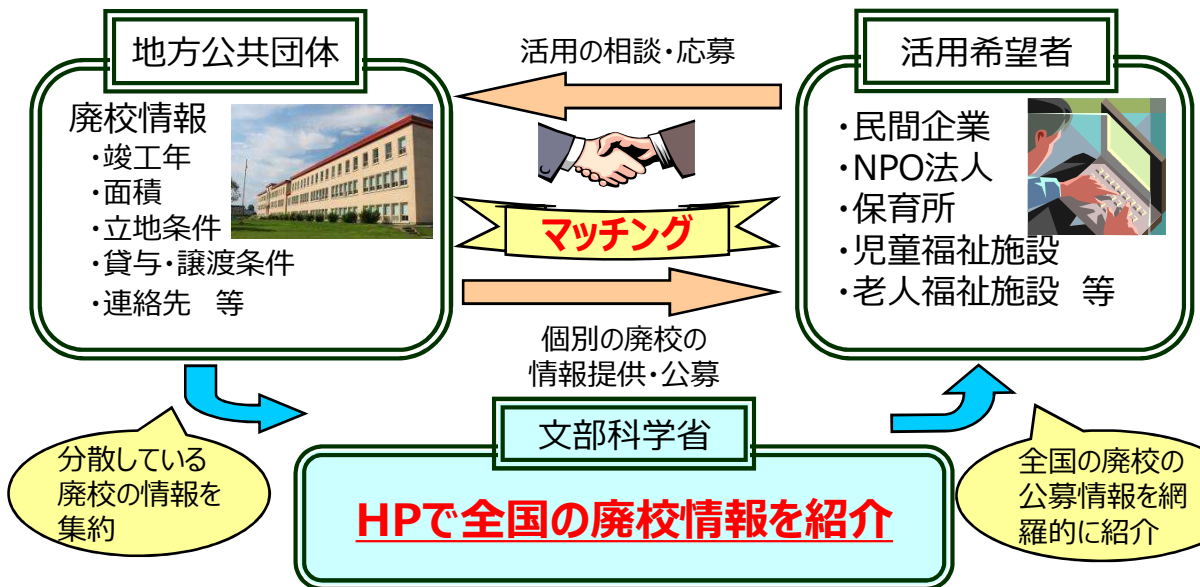 地方公共団体
廃校情報
・竣工年
・面積
・立地条件
・貸与・譲渡条件
・連絡先 等
活用の相談・応募
マッチング
個別の廃校の
情報提供・公募
活用希望者
・民間企業
・NPO法人
・保育所
・児童福祉施設
・老人福祉施設 等
分散している
廃校の情報を
集約
文部科学省
HPで全国の廃校情報を紹介
全国の廃校の
公募情報を網
羅的に紹介